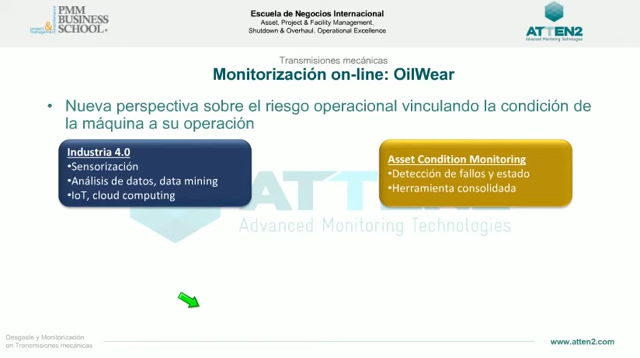 PMM
BUSINESS
SCHOOL
Escuela de Negocios Internacional
Asset, Project & Facility Management,
Shutdown & Overhaul, Operational Excellence
ATTEN2
Advanced Monitoring Technologies
Transmisiones mecánicas
Monitorización on-line: OilWear
• Nueva perspectiva sobre el riesgo operacional vinculando la condición de
la máquina a su operación
Industria 4.0
•Sensorización
•Análisis de datos, data mining
•IoT, cloud computing
Asset Condition Monitoring
•Detección de fallos y estado
•Herramienta consolidada
ATTEN2
Advanced Monitoring Technologies
Desgaste y Monitorización
en Transmisiones mecánicas
www.atten2.com